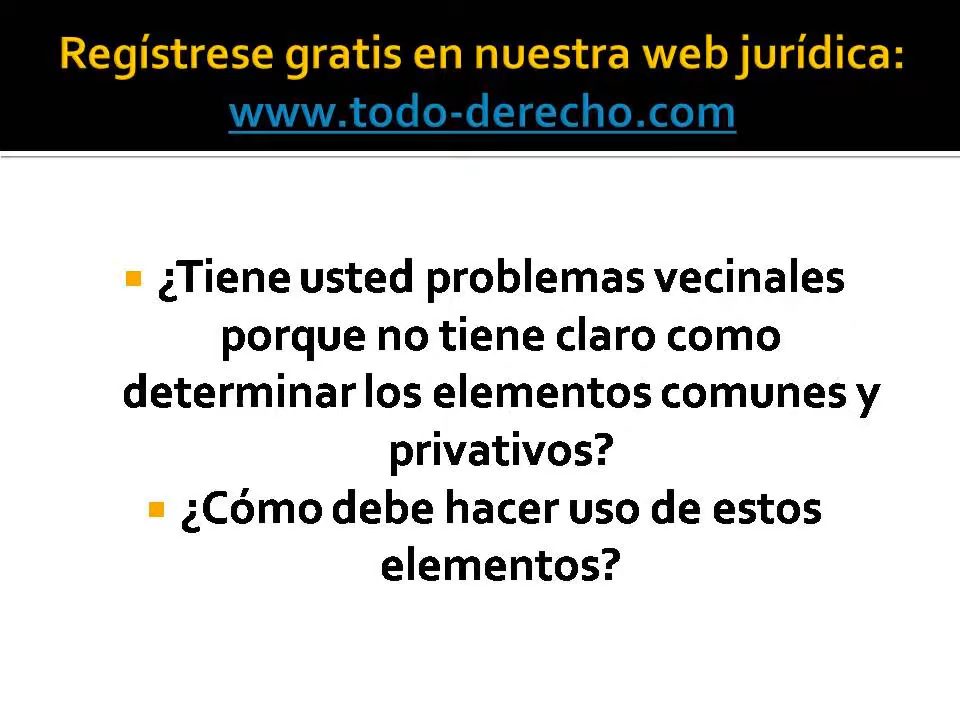 Regístrese gratis en nuestra web jurídica:
www.todo-derecho.com
¿Tiene usted problemas vecinales
porque no tiene claro como
determinar los elementos comunes y
privativos?
¿Cómo debe hacer uso de estos
elementos?